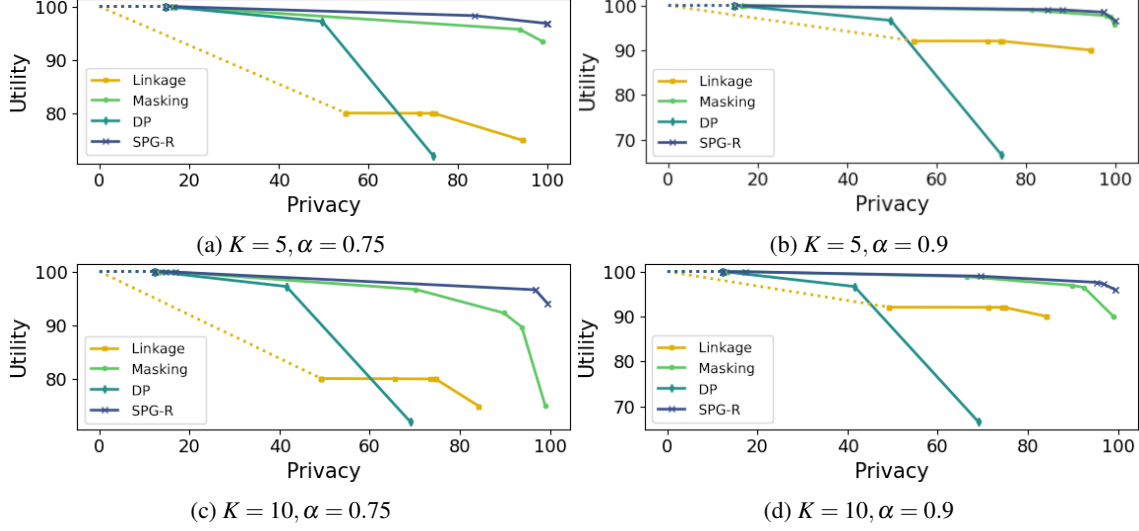 100
90
80
Utility
Linkage
Masking
DP
SPG-R
0 20 40 60 80 100
Privacy
(a) K = 5, α = 0.75
100
90
80
70
Utility
Linkage
Masking
DP
SPG-R
0 20 40 60 80 100
Privacy
(b) K = 5, α = 0.9
100
90
80
Utility
Linkage
Masking
DP
SPG-R
0 20 40 60 80 100
Privacy
(c) K = 10, α = 0.75
100
90
80
70
Utility
Linkage
Masking
DP
SPG-R
0 20 40 60 80 100
Privacy
(d) K = 10, α = 0.9